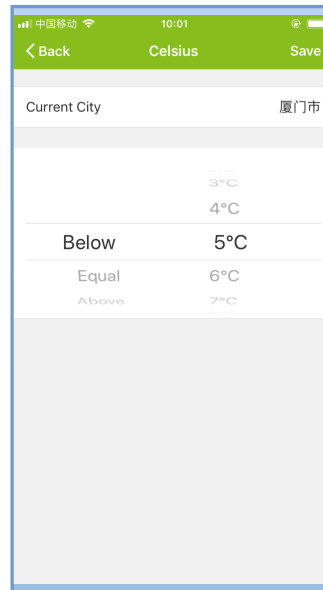 中国移动 10:01
Back Celsius Save
Current City 厦门市
3°C
4°C
Below 5°C
Equal 6°C
Above 7°C